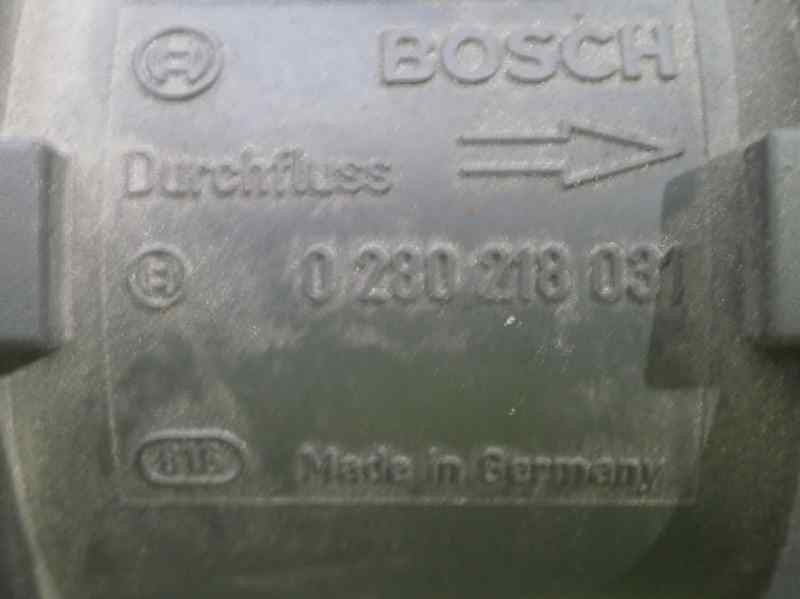 BOSCH
Durchfluss
0 280 218 031
Made in Germany